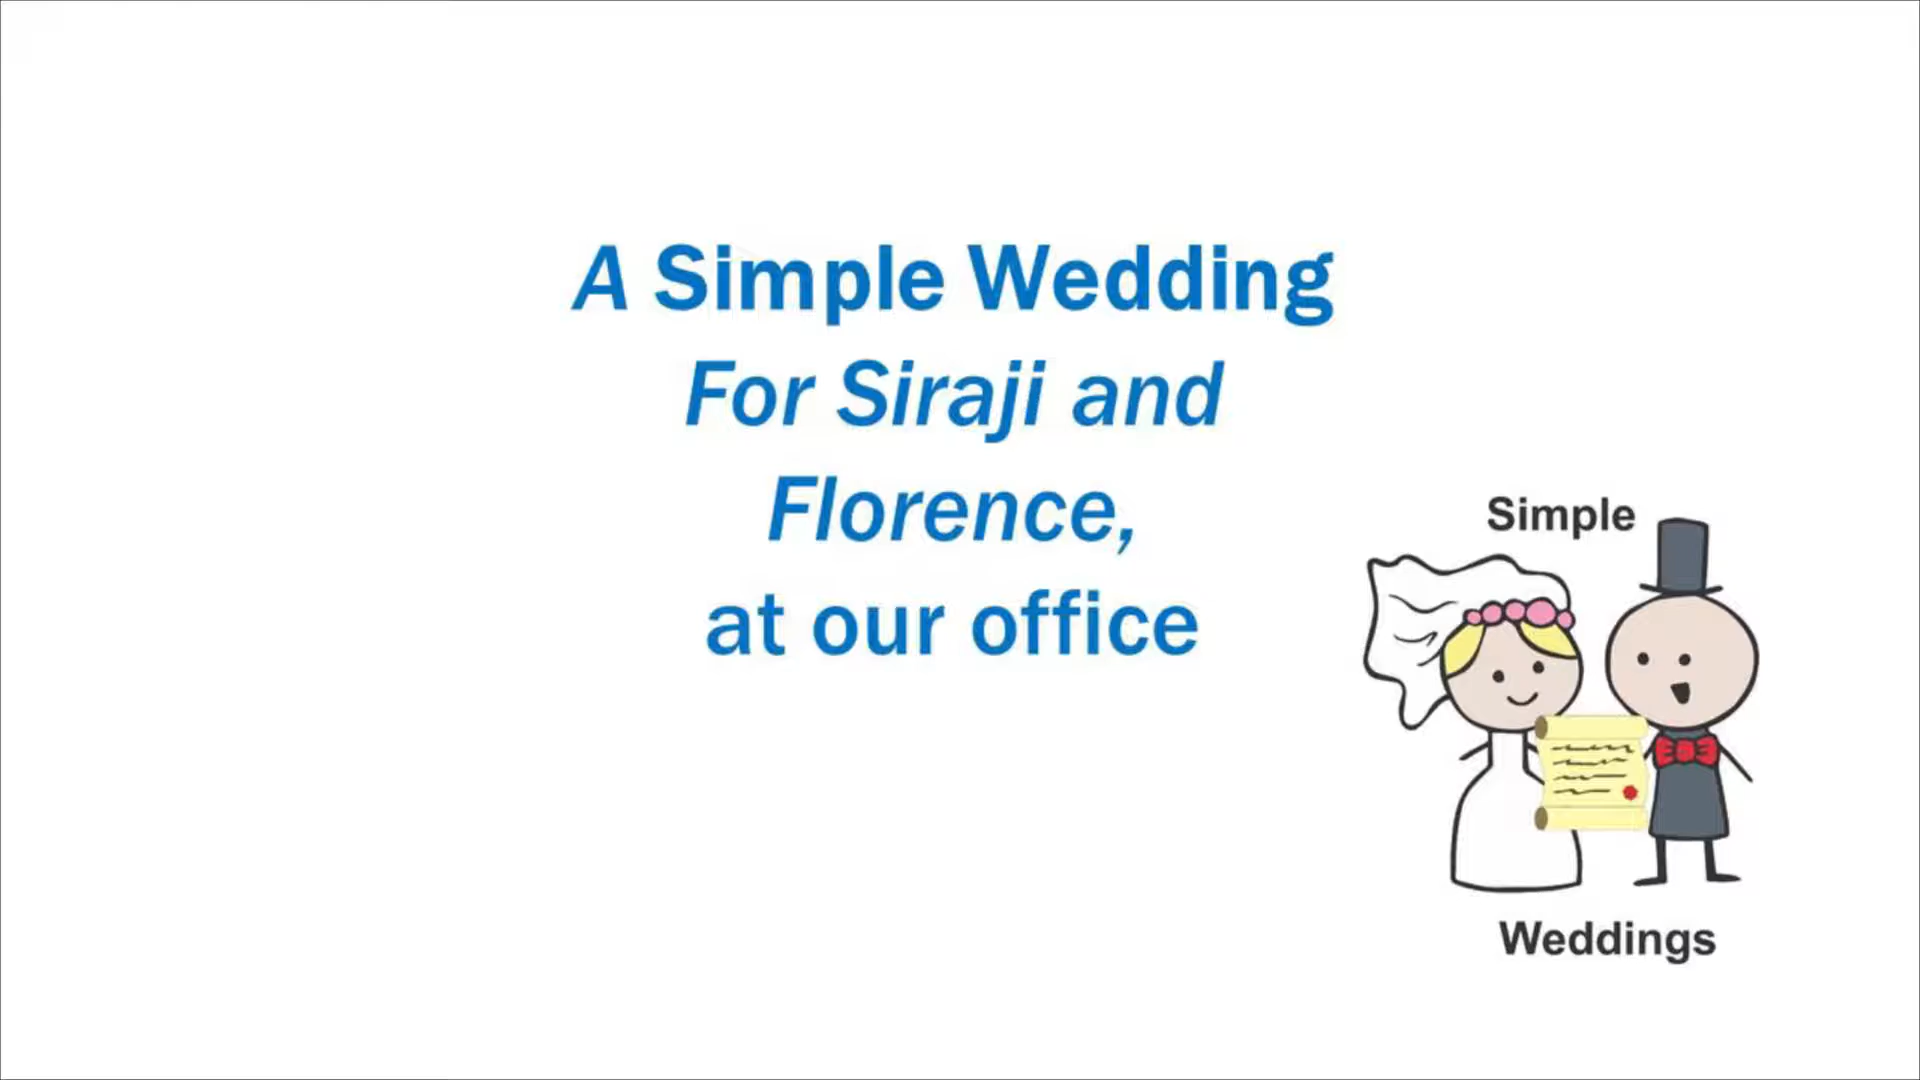 A Simple Wedding
For Siraji and
Florence,
at our office
Simple
Weddings